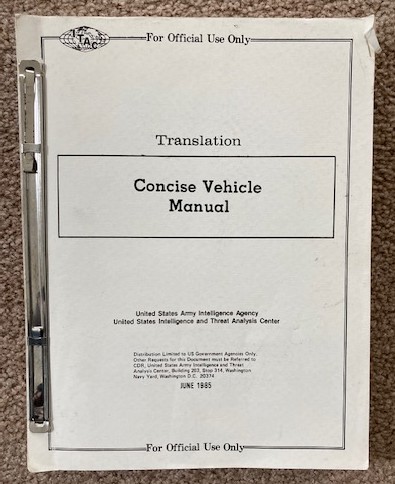 ITAC
For Official Use Only
Translation
Concise Vehicle
Manual
United States Army Intelligence Agency
United States Intelligence and Threat Analysis Center
Distribution Limited to US Government Agencies Only.
Other Requests for this Document must be Referred to
CDR, United States Army Intelligence and Threat
Analysis Center, Building 203, Stop 314, Washington
Navy Yard, Washington D.C. 20374
JUNE 1985
For Official Use Only